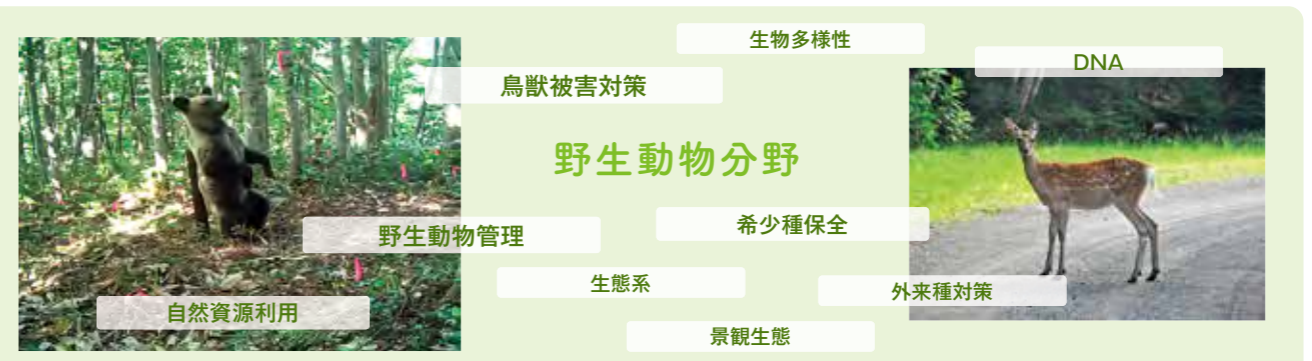 生物多様性
DNA
鳥獣被害対策
野生動物分野
希少種保全
野生動物管理
生態系
外来種対策
自然資源利用
景観生態